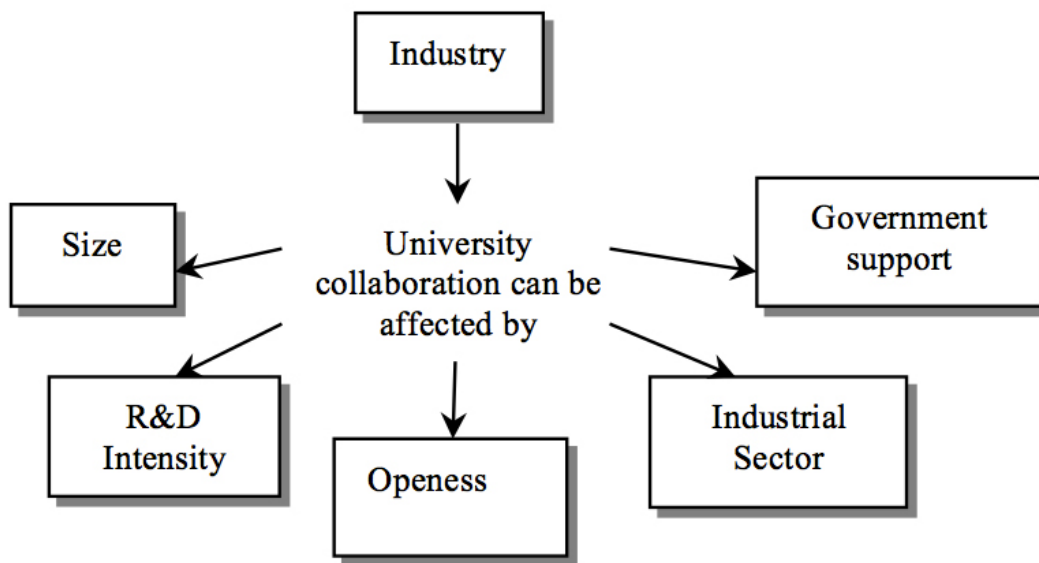 Industry
Size
University
collaboration can be
affected by
Government
support
R&D
Intensity
Openess
Industrial
Sector